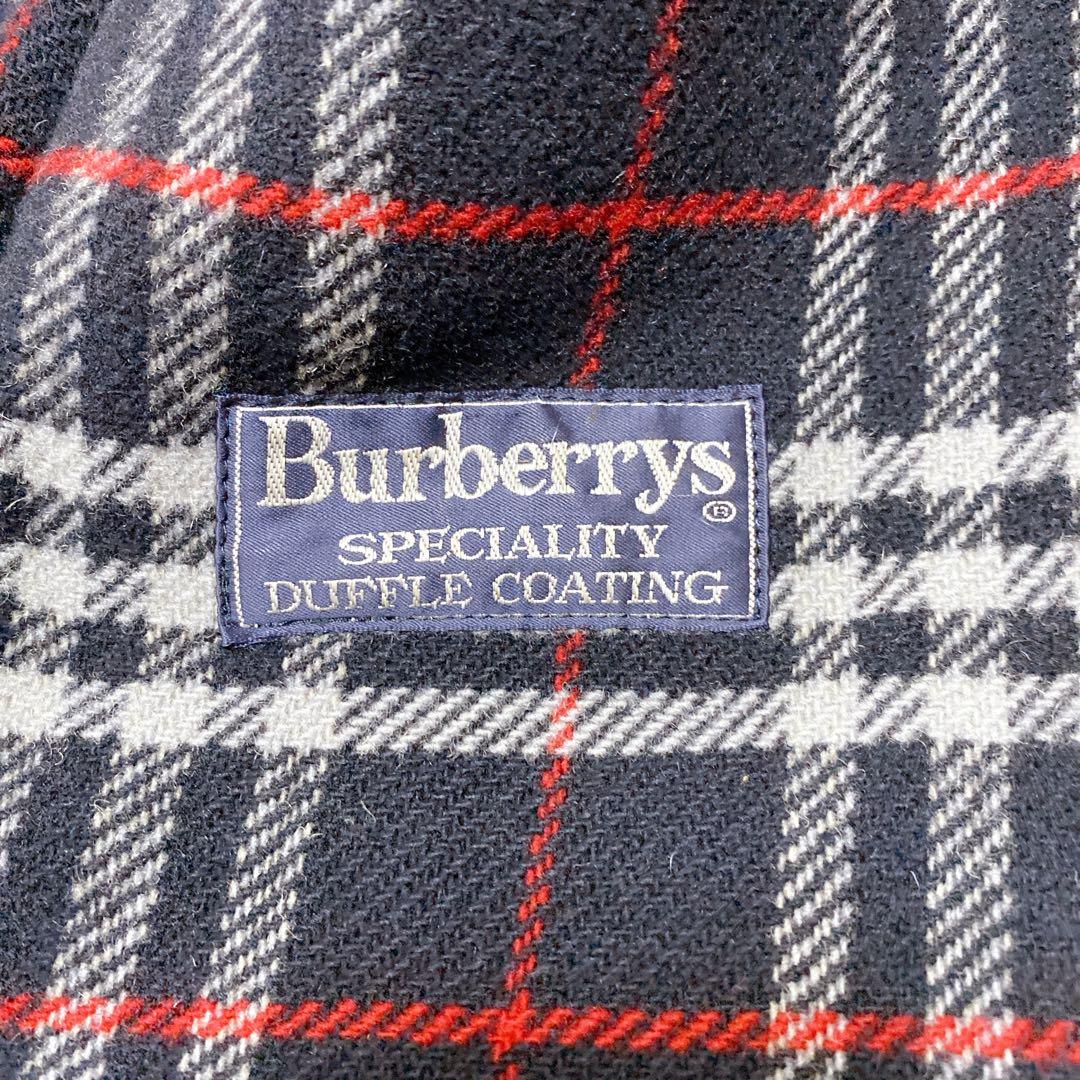 Burberrys
®
SPECIALITY
DUFFLE COATING